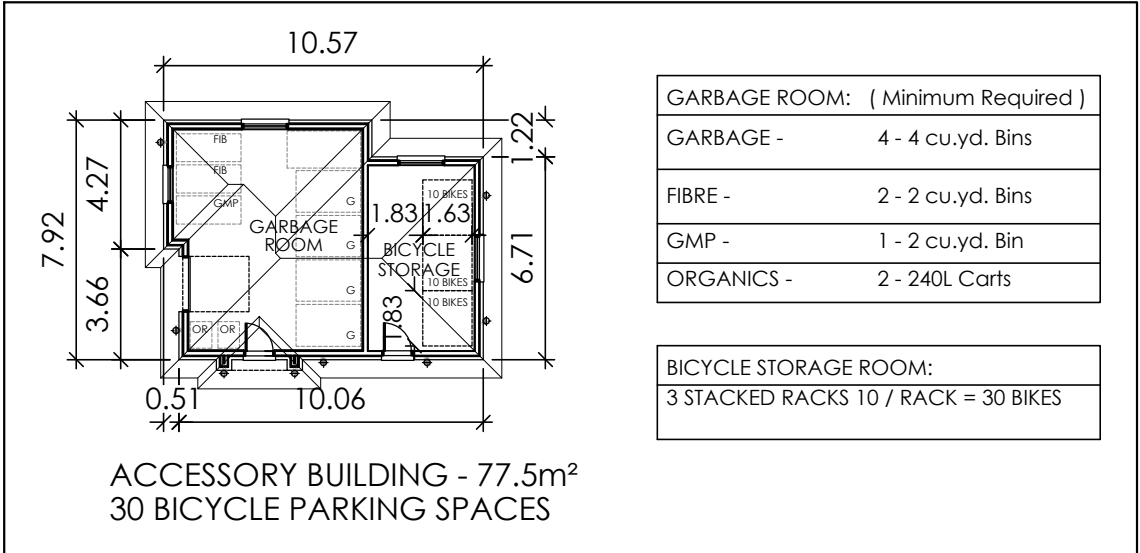 10.57
1.22
FIB
FIB
GMP
4.27
7.92
10 BIKES
G
1.83
1.63
GARBAGE
ROOM
G
BICYCLE
STORAGE
6.71
10 BIKES
G
10 BIKES
3.66
1.83
OR
OR
G
0.51
10.06
ACCESSORY BUILDING - 77.5m²
30 BICYCLE PARKING SPACES
GARBAGE ROOM: ( Minimum Required )
GARBAGE - 4 - 4 cu.yd. Bins
FIBRE - 2 - 2 cu.yd. Bins
GMP - 1 - 2 cu.yd. Bin
ORGANICS - 2 - 240L Carts
BICYCLE STORAGE ROOM:
3 STACKED RACKS 10 / RACK = 30 BIKES